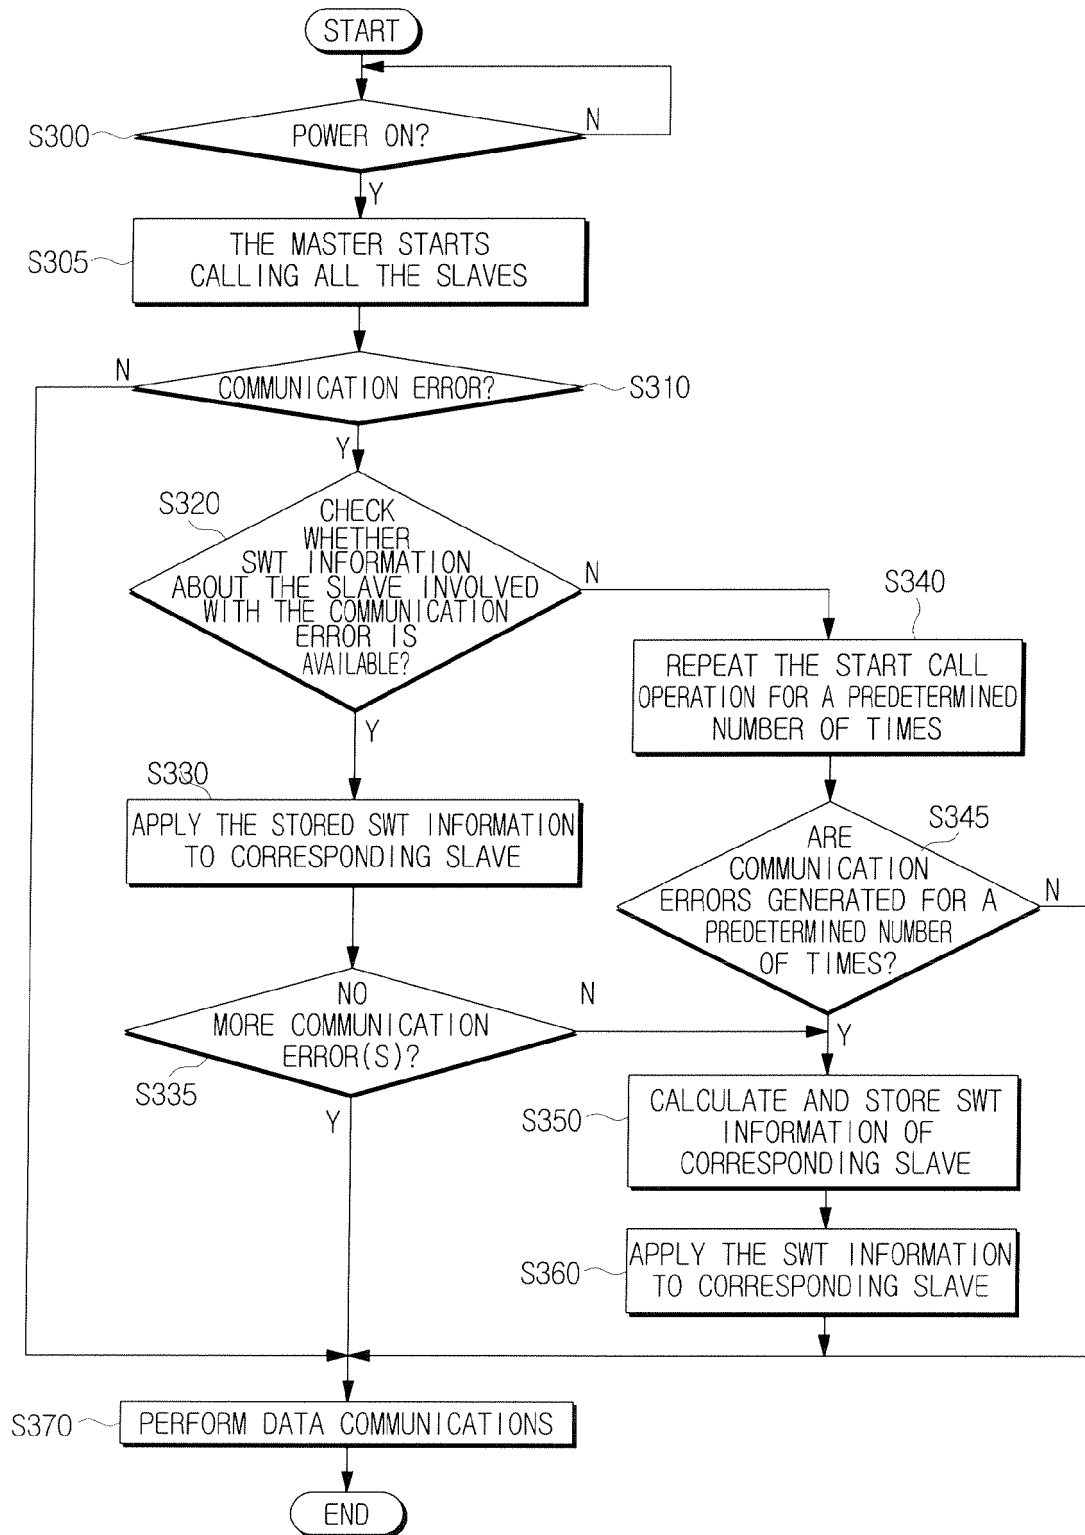 START
S300
POWER ON?
N
Y
S305
THE MASTER STARTS
CALLING ALL THE SLAVES
N
COMMUNICATION ERROR?
S310
Y
S320
CHECK
WHETHER
SWT INFORMATION
ABOUT THE SLAVE INVOLVED
WITH THE COMMUNICATION
ERROR IS
AVAILABLE?
N
Y
S340
REPEAT THE START CALL
OPERATION FOR A PREDETERMINED
NUMBER OF TIMES
S330
APPLY THE STORED SWT INFORMATION
TO CORRESPONDING SLAVE
S345
ARE
COMMUNICATION
ERRORS GENERATED FOR A
PREDETERMINED NUMBER
OF TIMES?
N
Y
NO
MORE COMMUNICATION
ERROR(S)?
N
S335
Y
S350
CALCULATE AND STORE SWT
INFORMATION OF
CORRESPONDING SLAVE
S360
APPLY THE SWT INFORMATION
TO CORRESPONDING SLAVE
S370
PERFORM DATA COMMUNICATIONS
END